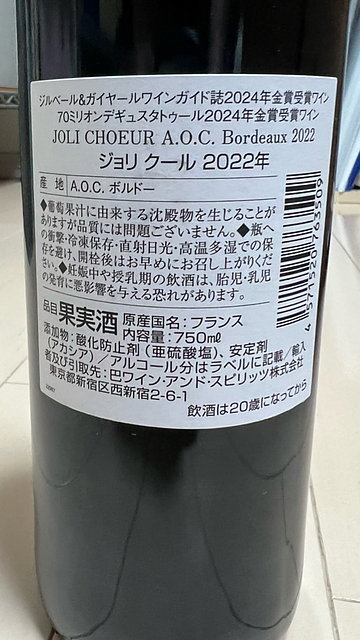 ジルベール&ガイヤールワインガイド誌2024年金賞受賞ワイン
70ミリオンデギュスタトゥール2024年金賞受賞ワイン
JOLI CHOEUR A.O.C. Bordeaux 2022
ジョリ クール 2022年
産 地 A.O.C. ボルドー
◆葡萄果汁に由来する沈殿物を生じることが
ありますが品質には問題ございません。◆瓶へ
の衝撃・冷凍保存・直射日光・高温多湿での保
存を避け、開栓後はお早めにお召し上がりくだ
さい。◆妊娠中や授乳期の飲酒は、胎児・乳児
の発育に悪影響を与える恐れがあります。
品目 果実酒 原産国名:フランス
内容量:750mℓ
添加物:酸化防止剤(亜硫酸塩)、安定剤
(アカシア)/アルコール分はラベルに記載/輸入
者及び引取先:巴ワイン・アンド・スピリッツ株式会社
東京都新宿区西新宿2-6-1
飲酒は20歳になってから